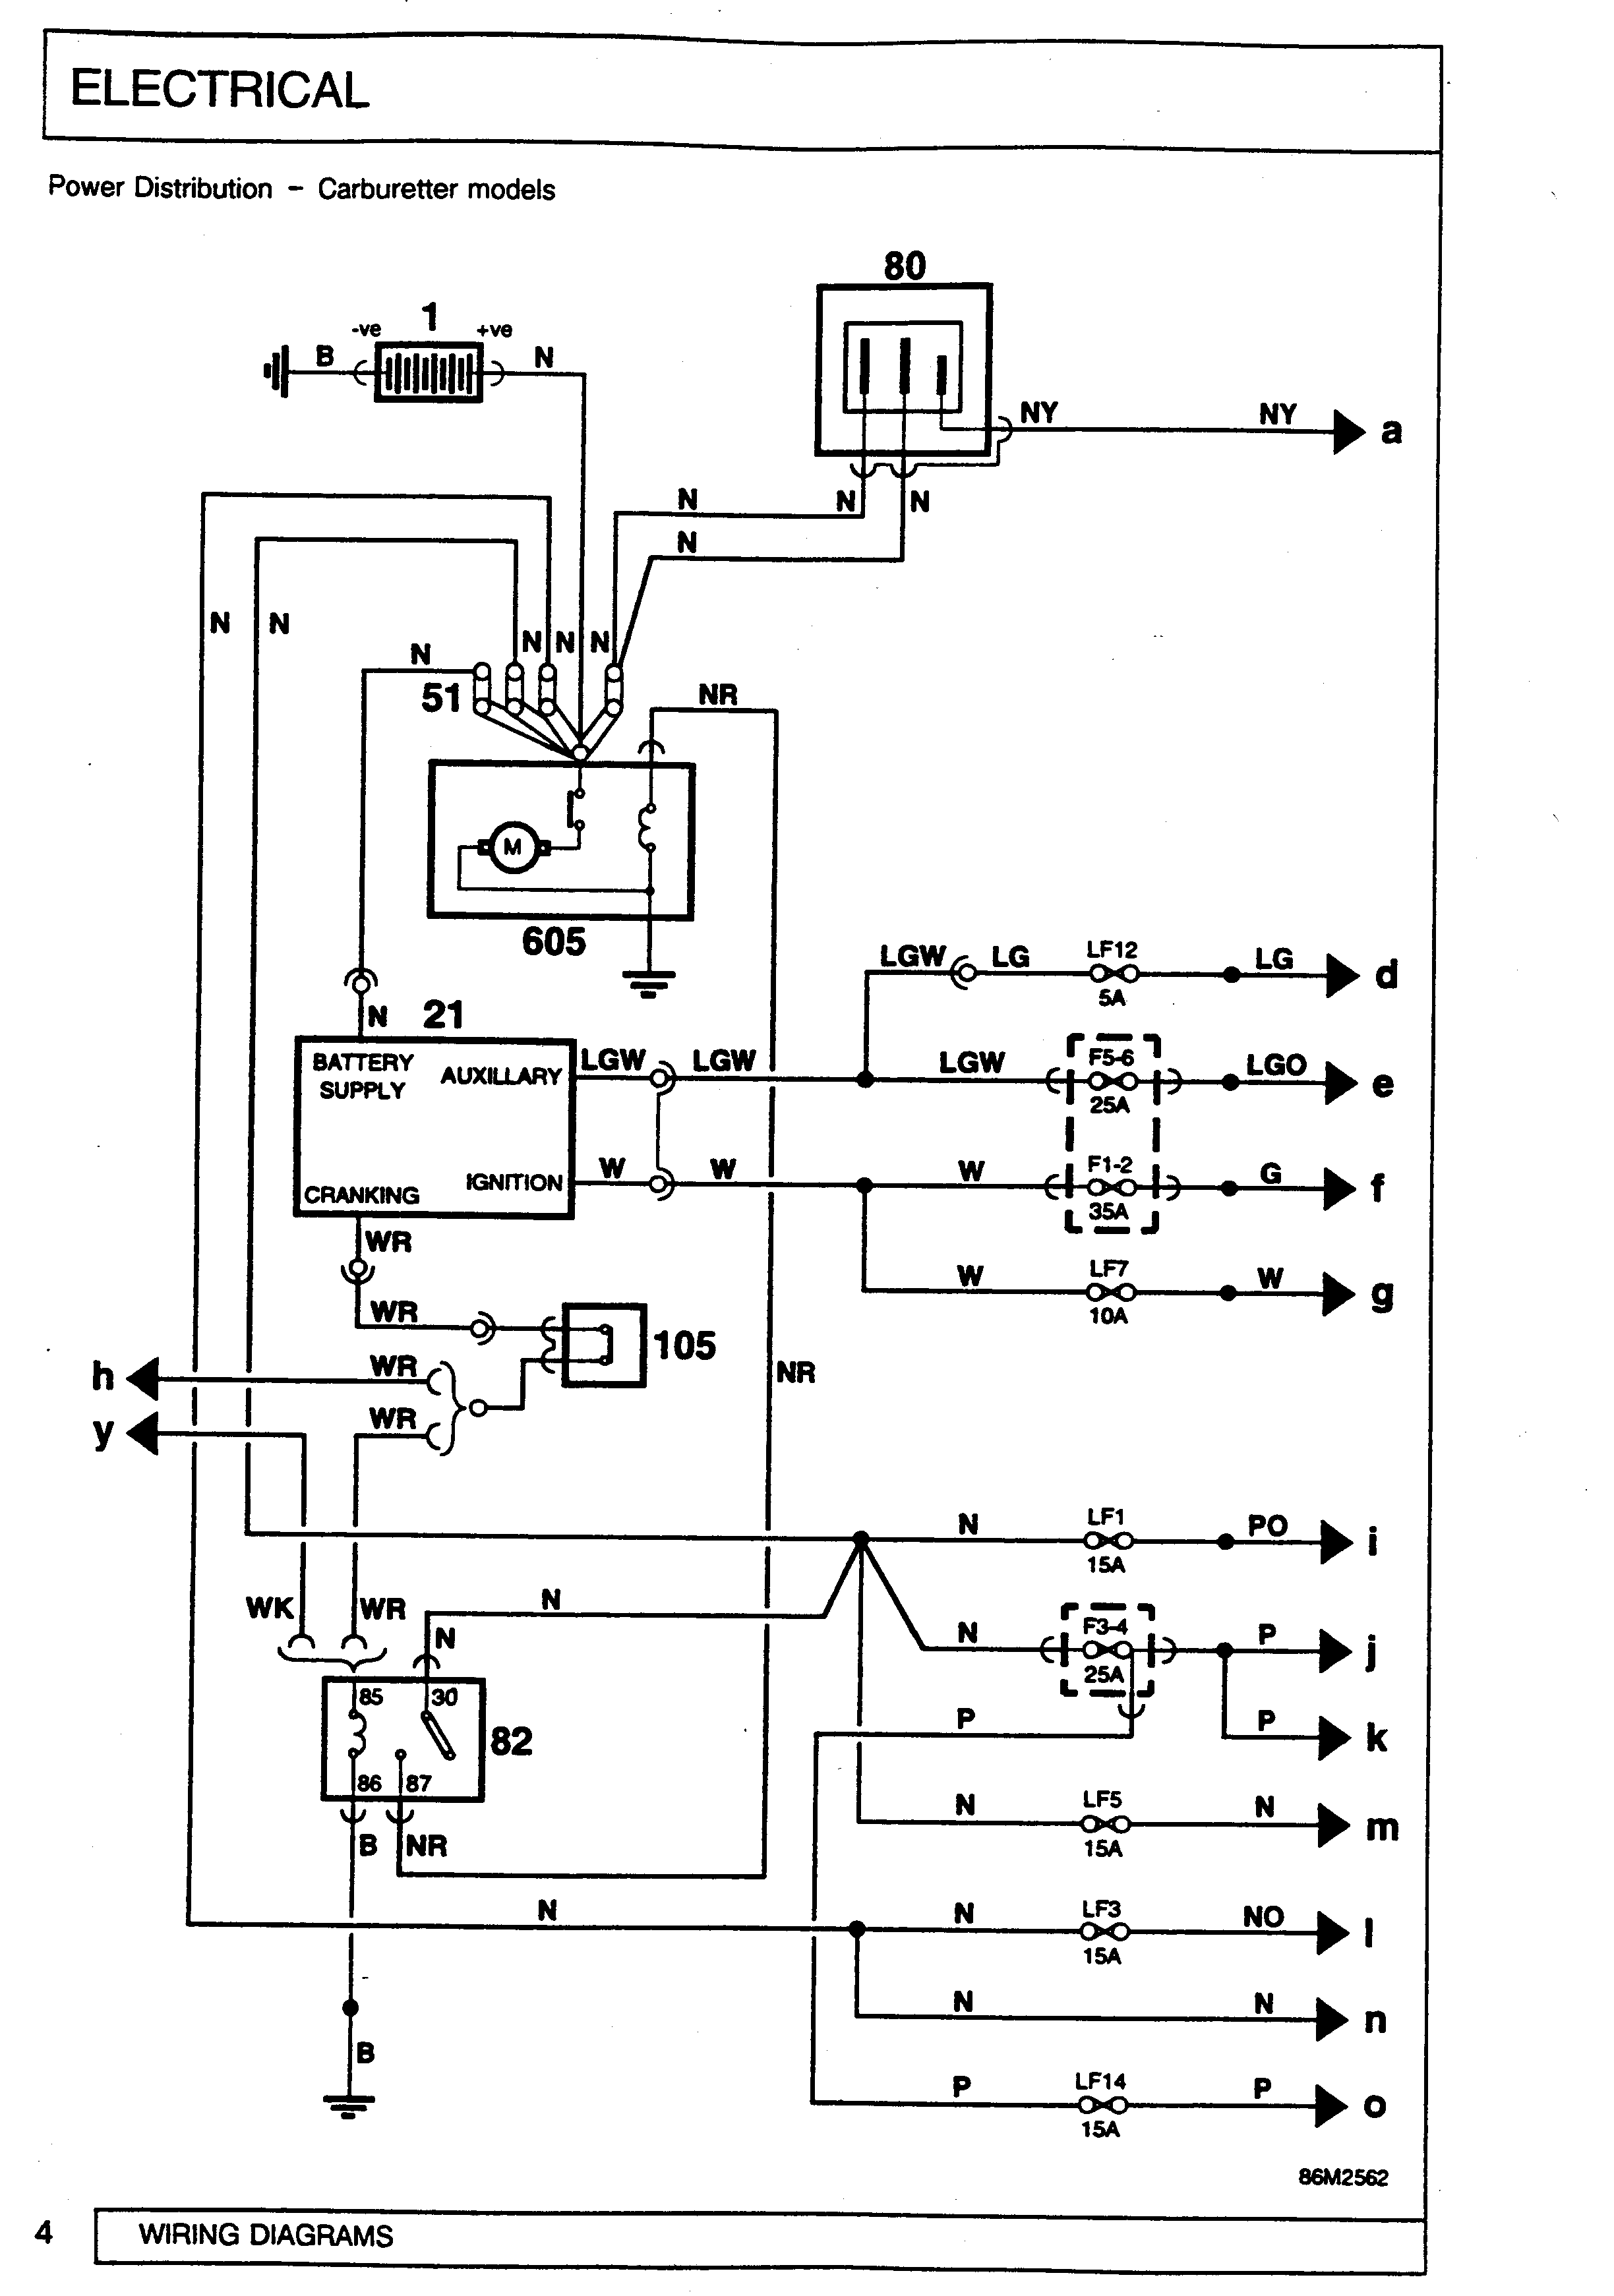 ELECTRICAL
Power Distribution – Carburetter models
80
1
-ve +ve
B N
NY NY a
N N N
N
N N N N N
N
51 NR
M
605
LGW LG LF12 LG d
5A
N 21
BATTERY SUPPLY AUXILLARY LGW LGW LGW F5-6 LGO e
25A
CRANKING IGNITION W W W F1-2 G f
35A
WR
W LF7 W g
10A
WR 105
h WR NR
y WR
N LF1 PO i
15A
WK WR N N
N F3-4 P j
25A
85 30 82
P P k
86 87
B NR
N LF5 N m
15A
N N LF3 NO l
15A
N N n
B
P LF14 P o
15A
86M2562
4 WIRING DIAGRAMS